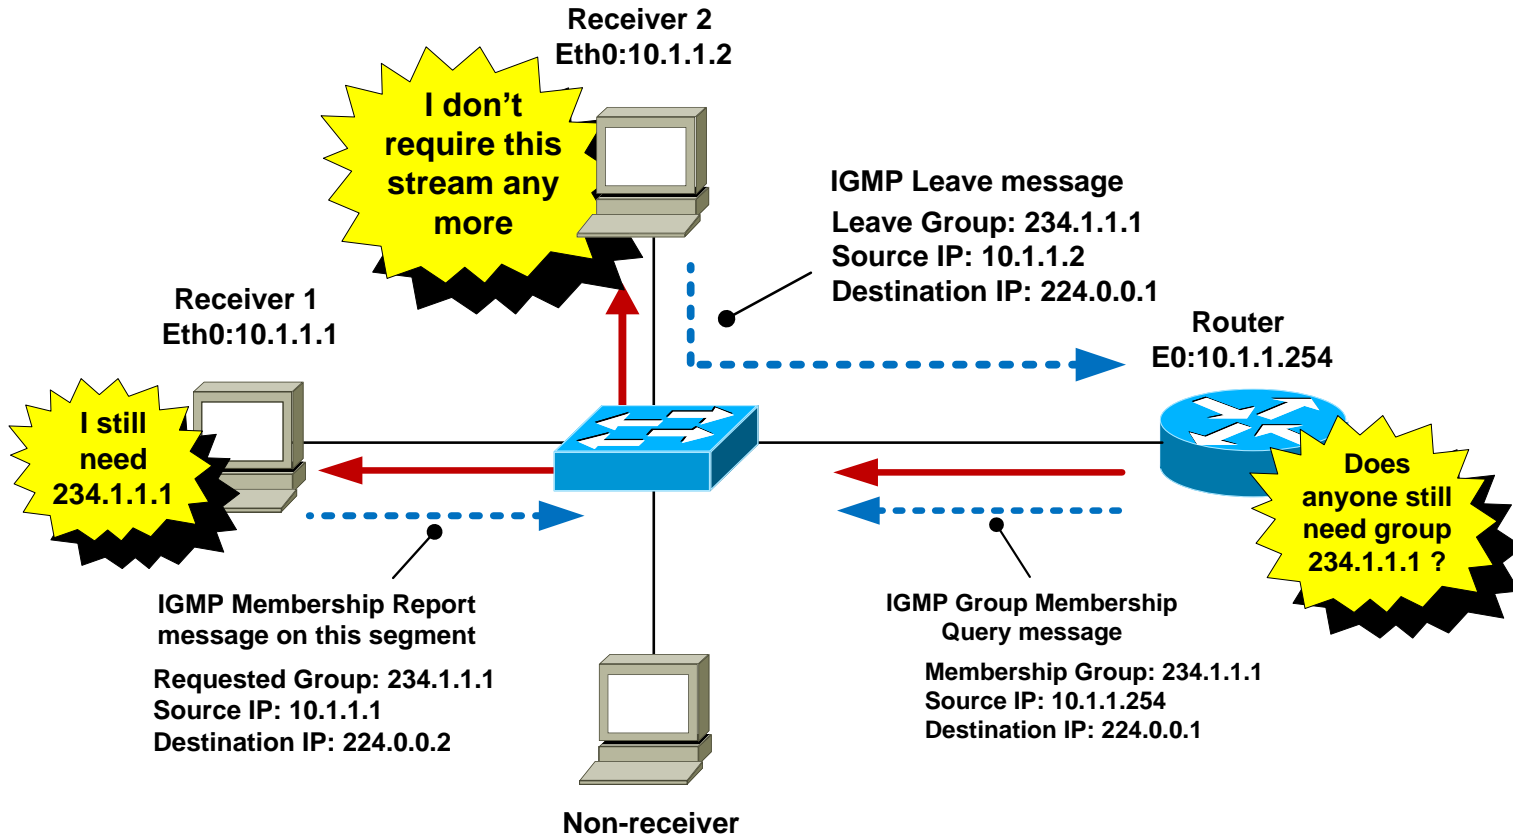 Receiver 2
Eth0:10.1.1.2
I don’t
require this
stream any
more
IGMP Leave message
Leave Group: 234.1.1.1
Source IP: 10.1.1.2
Destination IP: 224.0.0.1
Receiver 1
Eth0:10.1.1.1
Router
E0:10.1.1.254
I still
need
234.1.1.1
Does
anyone still
need group
234.1.1.1 ?
IGMP Membership Report
message on this segment
Requested Group: 234.1.1.1
Source IP: 10.1.1.1
Destination IP: 224.0.0.2
IGMP Group Membership
Query message
Membership Group: 234.1.1.1
Source IP: 10.1.1.254
Destination IP: 224.0.0.1
Non-receiver